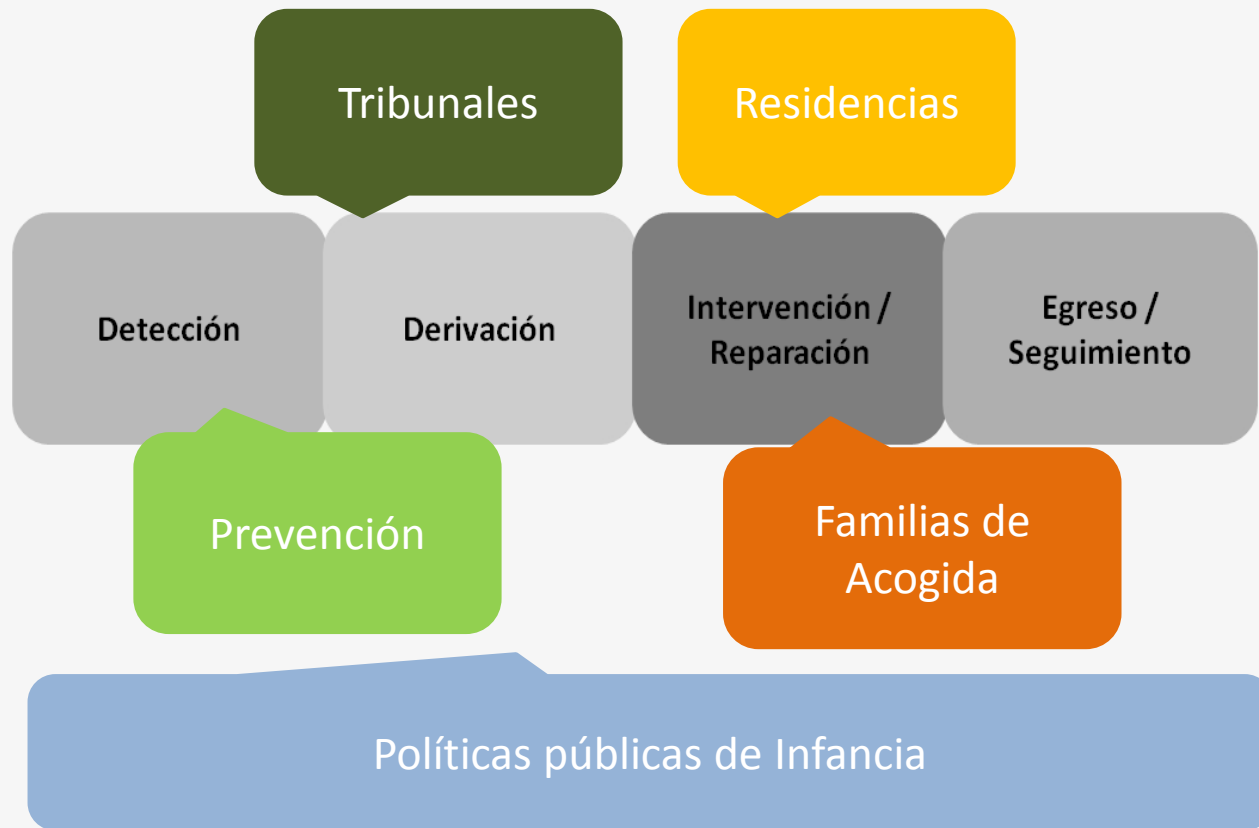 Tribunales
Residencias
Detección
Derivación
Intervención /
Reparación
Egreso /
Seguimiento
Prevención
Familias de
Acogida
Políticas públicas de Infancia